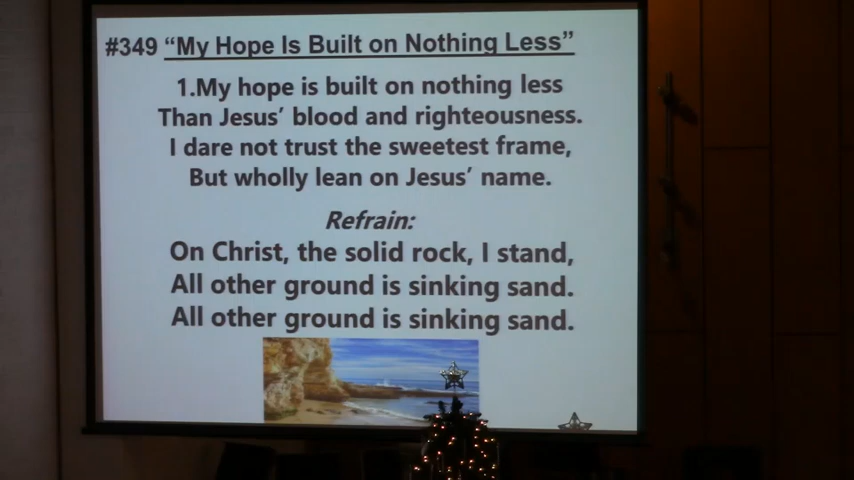 #349 “My Hope Is Built on Nothing Less”
1.My hope is built on nothing less
Than Jesus’ blood and righteousness.
I dare not trust the sweetest frame,
But wholly lean on Jesus’ name.
Refrain:
On Christ, the solid rock, I stand,
All other ground is sinking sand.
All other ground is sinking sand.